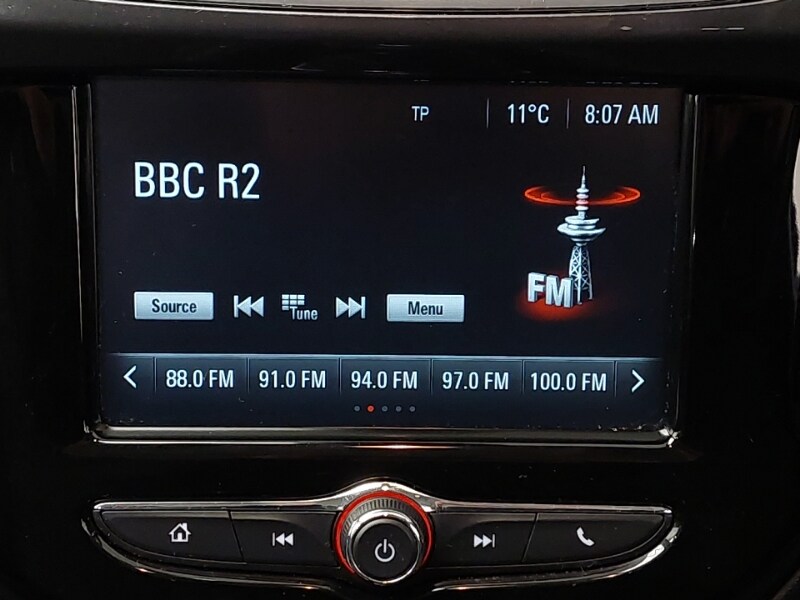 TP 11°C 8:07 AM
BBC R2
FM
Source Tune Menu
88.0 FM 91.0 FM 94.0 FM 97.0 FM 100.0 FM